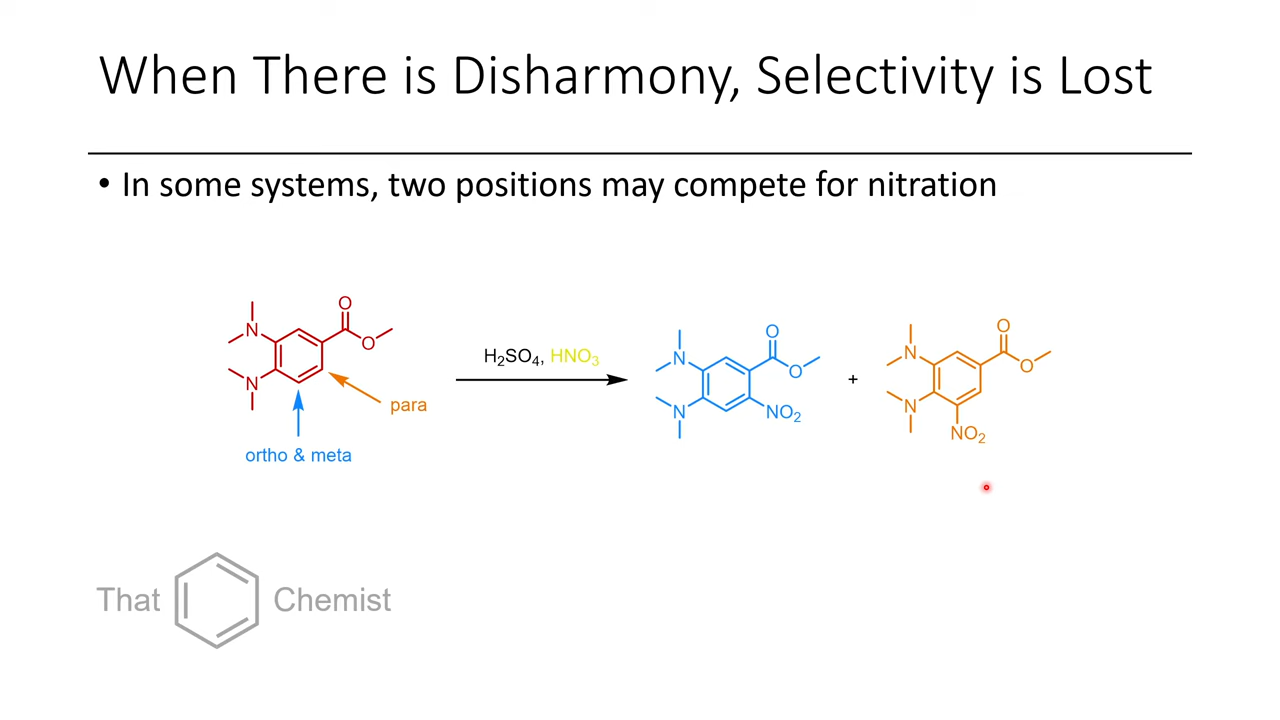 When There is Disharmony, Selectivity is Lost
• In some systems, two positions may compete for nitration
O
N
O
N
para
ortho & meta
H₂SO₄, HNO₃
O
N
O
N
NO₂
+
O
N
O
N
NO₂
That Chemist